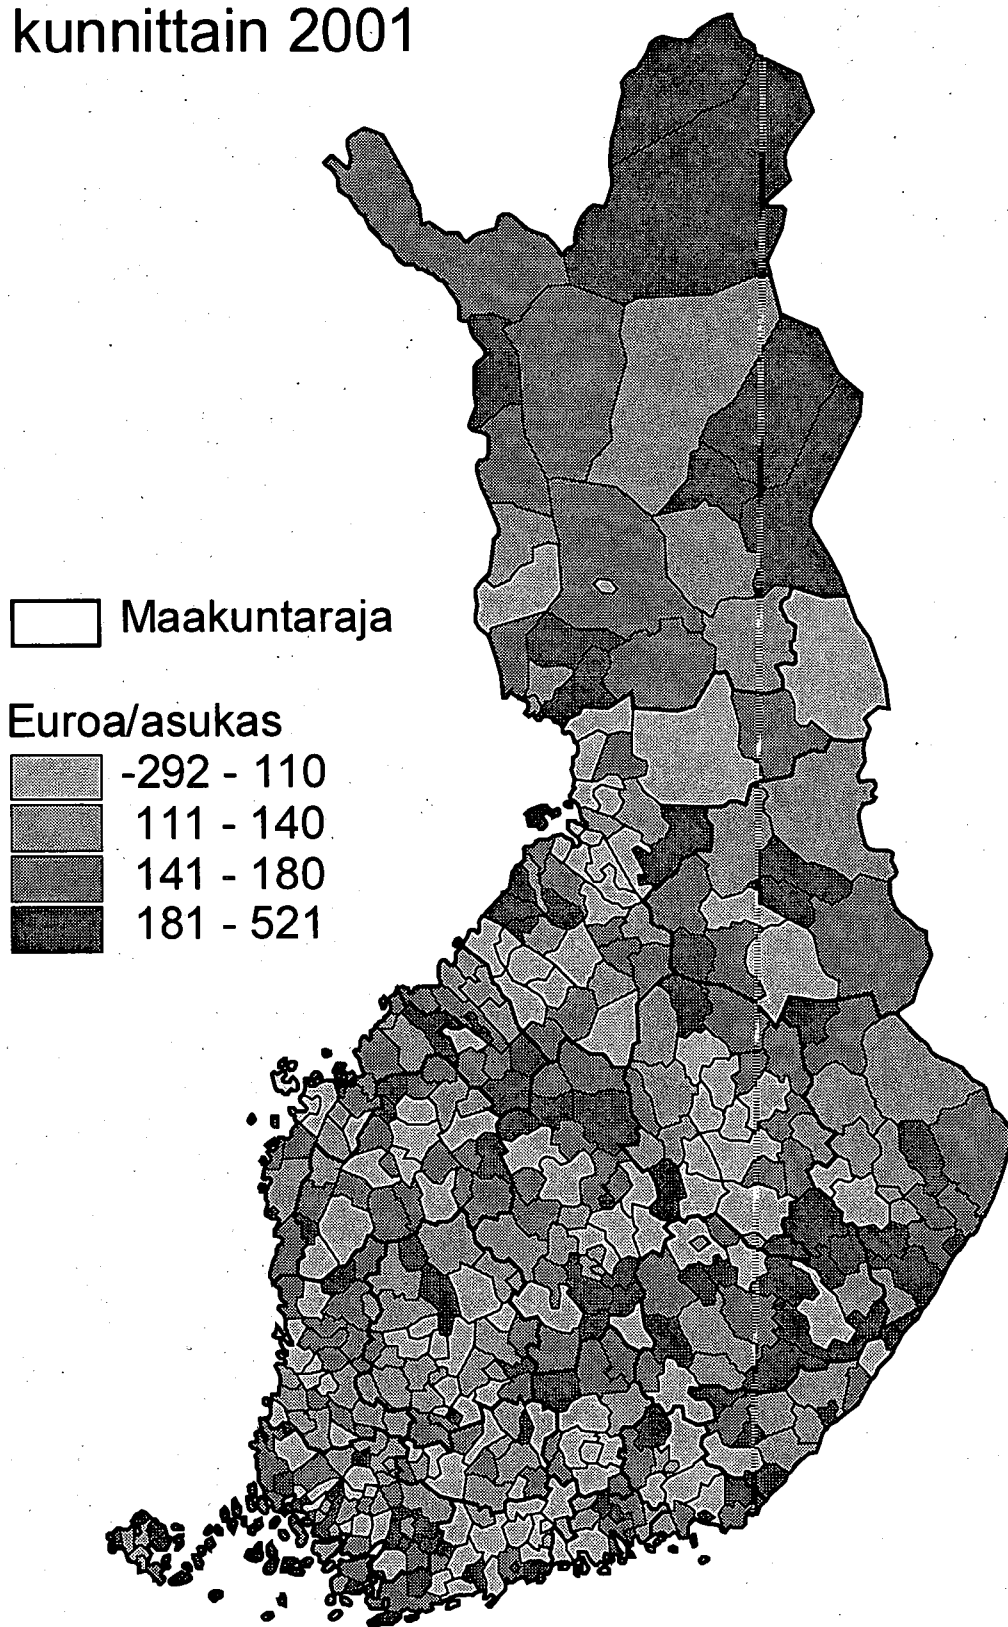 kunnittain 2001
Maakuntaraja
Euroa/asukas
-292 - 110
111 - 140
141 - 180
181 - 521